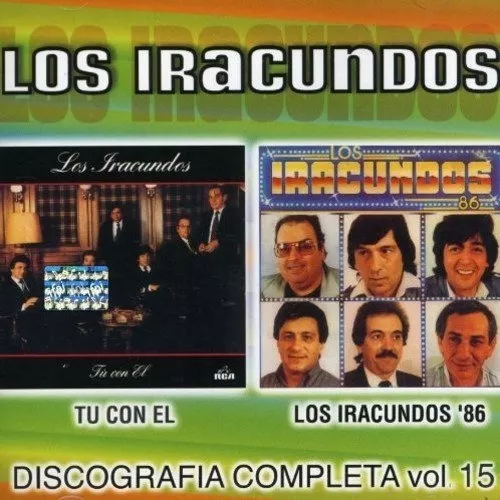 LOS IRACUNDOS
Los Iracundos
Tú con El
RCA
LOS
IRACUNDOS
86
TU CON EL
LOS IRACUNDOS '86
DISCOGRAFIA COMPLETA vol. 15